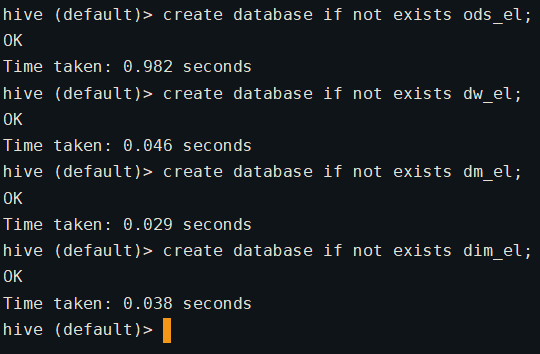 hive (default)> create database if not exists ods_el;
OK
Time taken: 0.982 seconds
hive (default)> create database if not exists dw_el;
OK
Time taken: 0.046 seconds
hive (default)> create database if not exists dm_el;
OK
Time taken: 0.029 seconds
hive (default)> create database if not exists dim_el;
OK
Time taken: 0.038 seconds
hive (default)>